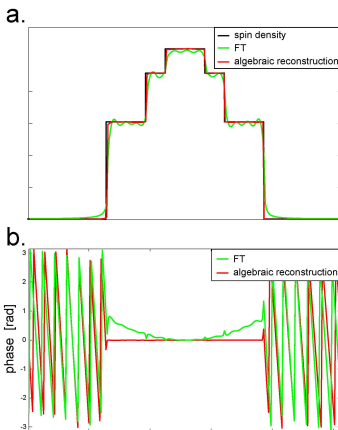 a.
spin density
FT
algebraic reconstruction
b.
FT
algebraic reconstruction
phase [rad]
3
2
1
0
-1
-2
-3